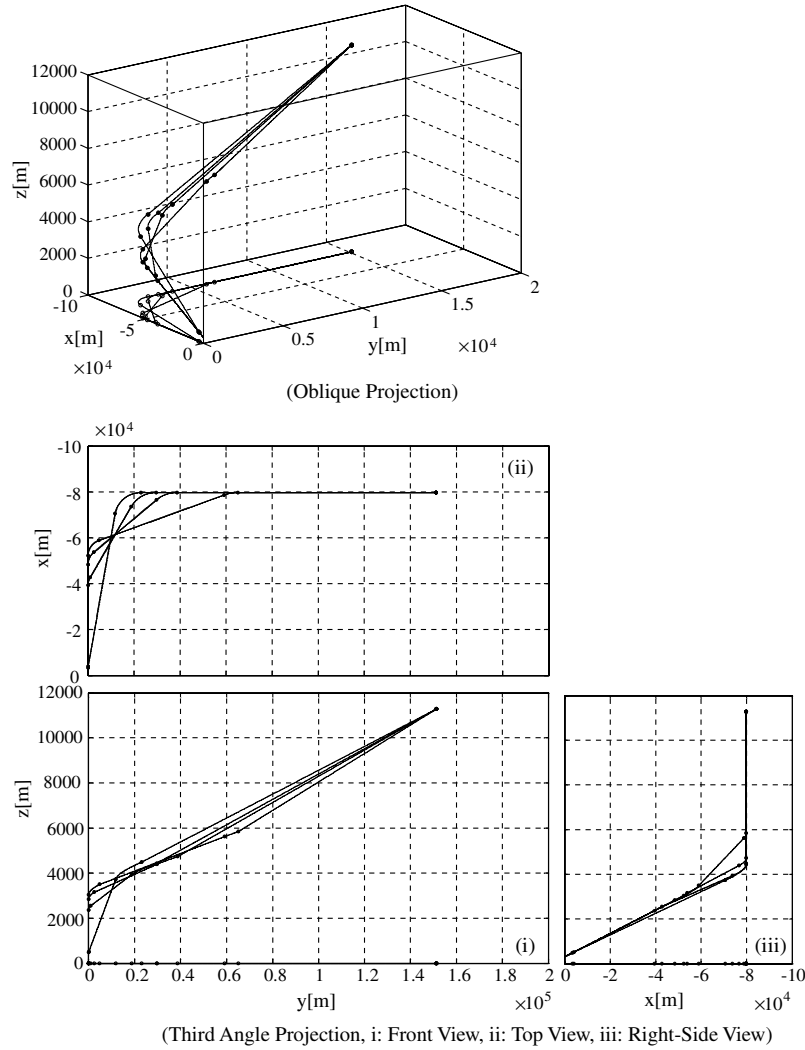 12000
10000
8000
6000
4000
2000
0
z[m]
-10
-5
0
x[m]
×10⁴
0
0.5
1
1.5
2
y[m]
×10⁴
(Oblique Projection)
×10⁴
-10
-8
-6
-4
-2
0
x[m]
(ii)
12000
10000
8000
6000
4000
2000
0
z[m]
(i)
0 0.2 0.4 0.6 0.8 1 1.2 1.4 1.6 1.8 2
y[m]
×10⁵
(iii)
0 -2 -4 -6 -8 -10
x[m]
×10⁴
(Third Angle Projection, i: Front View, ii: Top View, iii: Right-Side View)